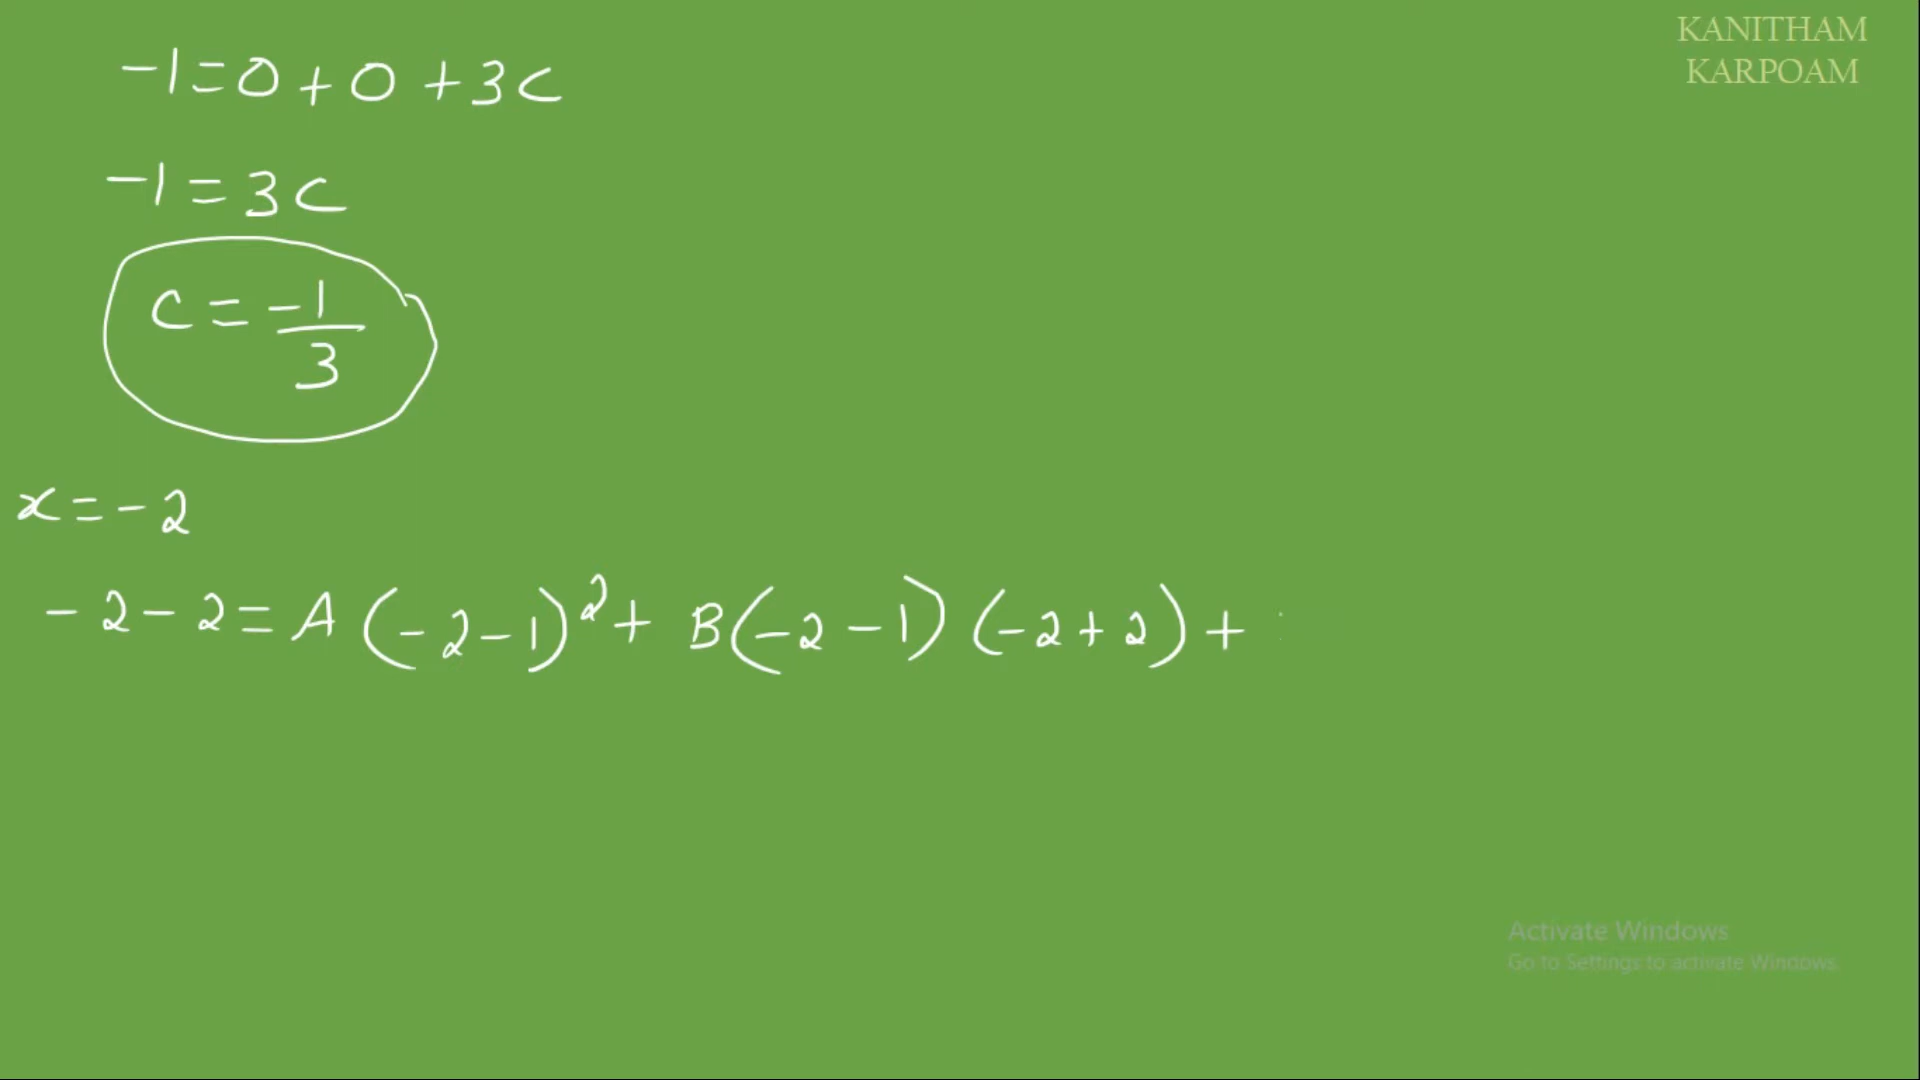 KANITHAM
KARPOAM
-1=0+0+3C
-1=3C
C=-1/3
x=-2
-2-2=A(-2-1)²+B(-2-1)(-2+2)+
Activate Windows
Go to Settings to activate Windows.